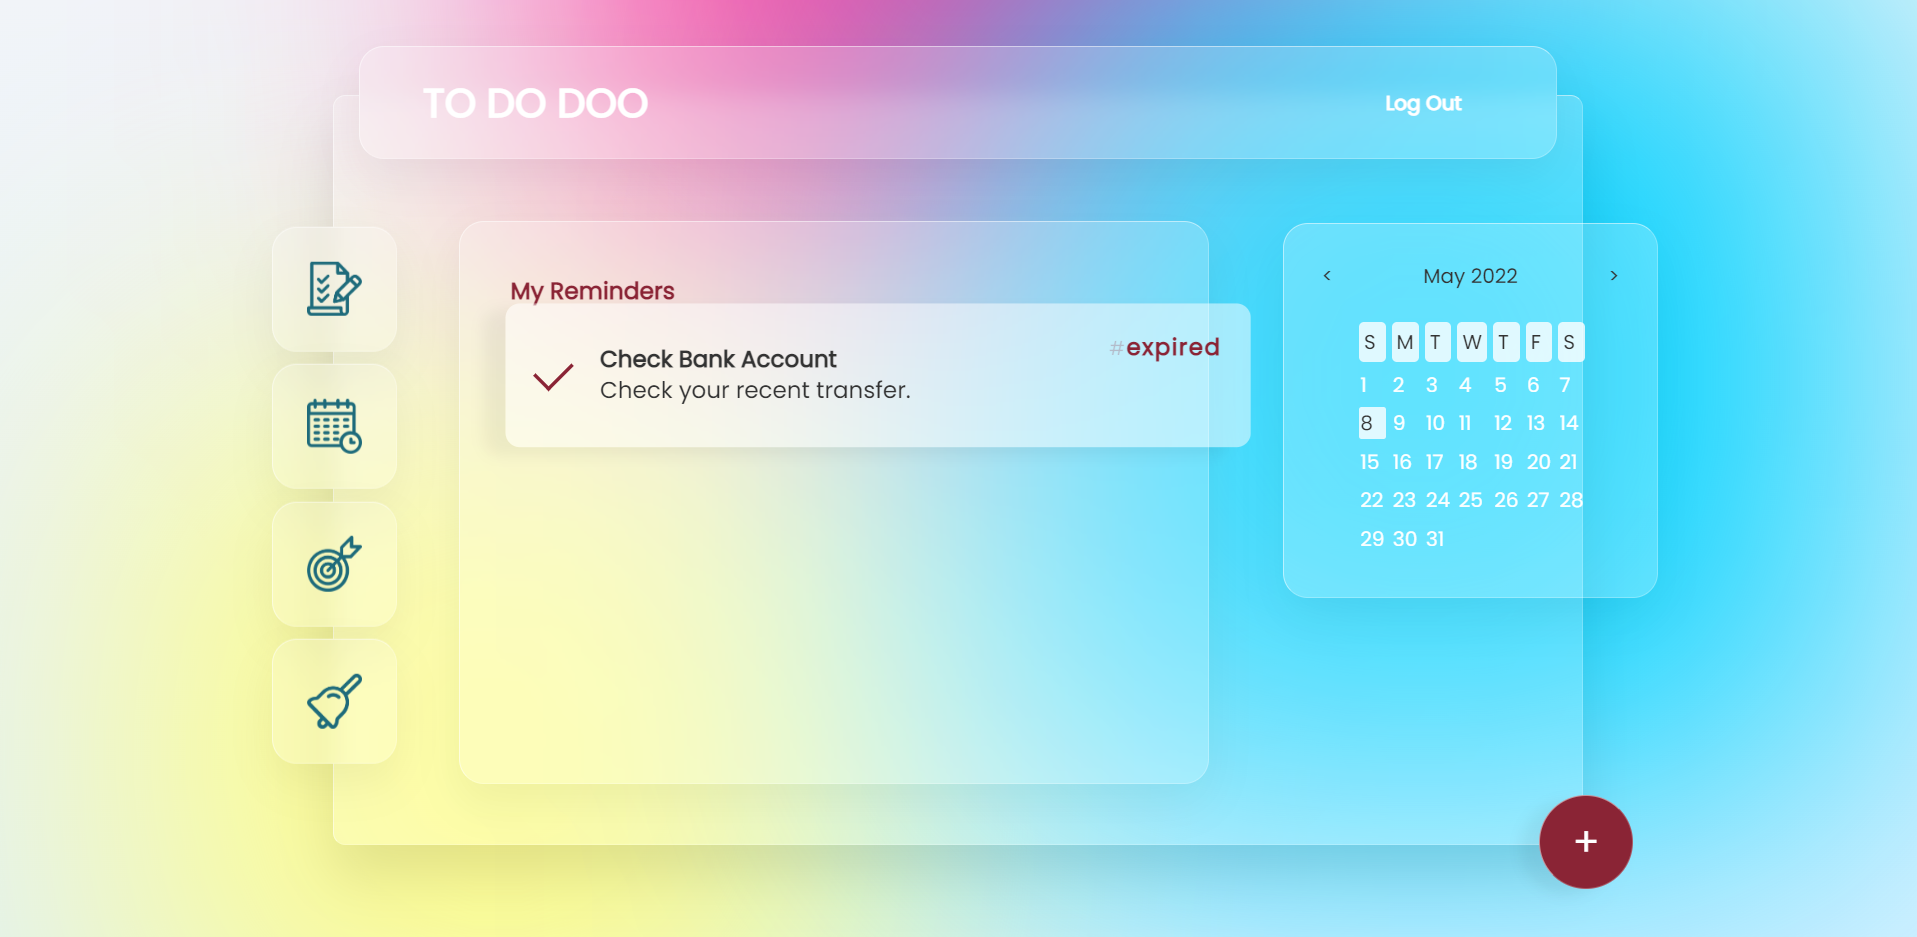 TO DO DOO
Log Out
My Reminders
Check Bank Account
#expired
Check your recent transfer.
< May 2022 >
S M T W T F S
1 2 3 4 5 6 7
8 9 10 11 12 13 14
15 16 17 18 19 20 21
22 23 24 25 26 27 28
29 30 31
+